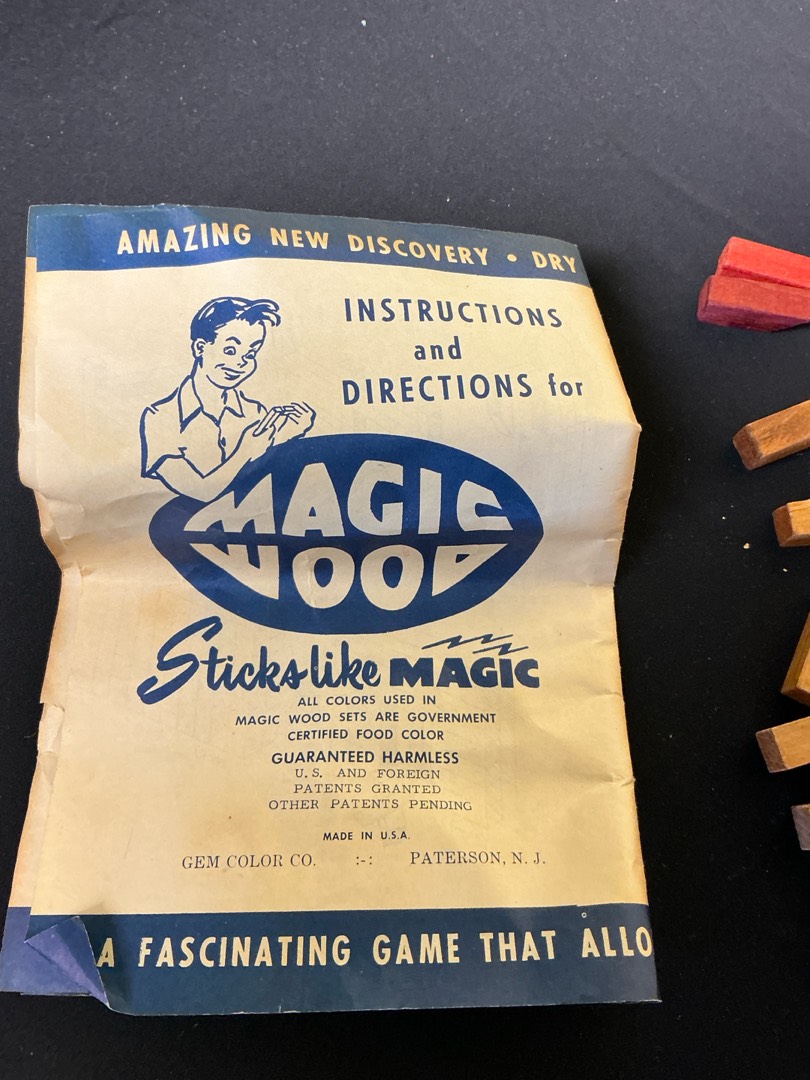 AMAZING NEW DISCOVERY • DRY
INSTRUCTIONS
and
DIRECTIONS for
MAGIC
WOOD
Sticks like MAGIC
ALL COLORS USED IN
MAGIC WOOD SETS ARE GOVERNMENT
CERTIFIED FOOD COLOR
GUARANTEED HARMLESS
U. S. AND FOREIGN
PATENTS GRANTED
OTHER PATENTS PENDING
MADE IN U.S.A.
GEM COLOR CO. :-: PATERSON, N. J.
A FASCINATING GAME THAT ALLO